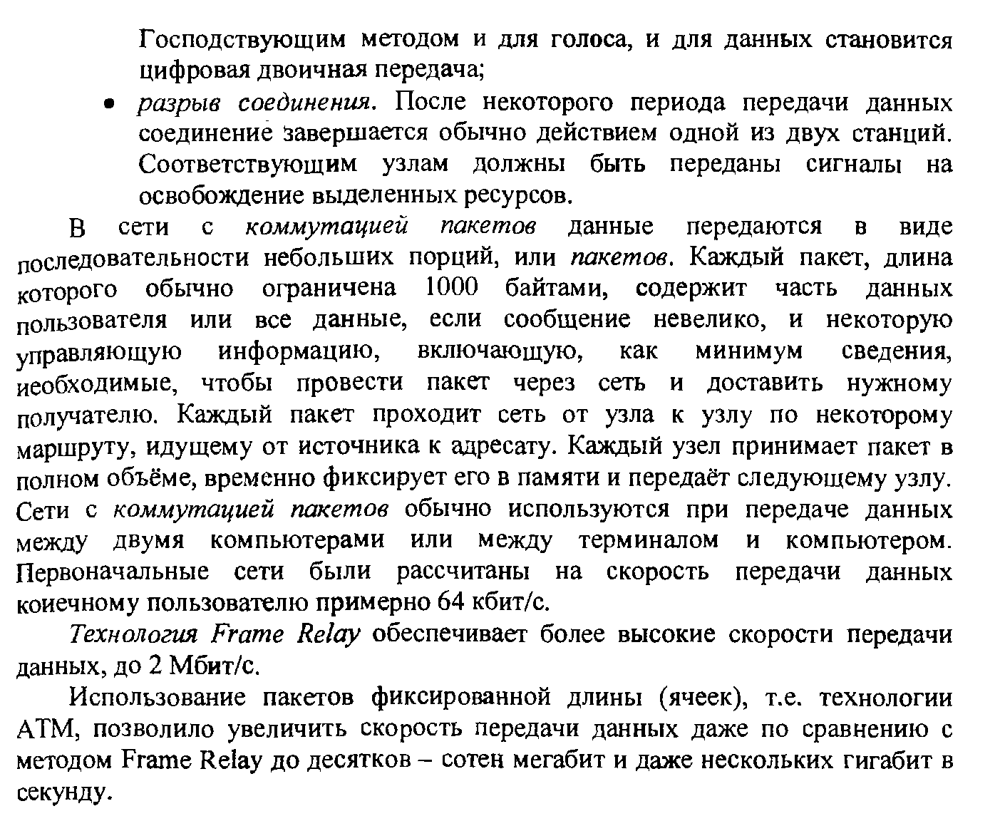 Господствующим методом и для голоса, и для данных становится
цифровая двоичная передача;
• разрыв соединения. После некоторого периода передачи данных
соединение завершается обычно действием одной из двух станций.
Соответствующим узлам должны быть переданы сигналы на
освобождение выделенных ресурсов.
В сети с коммутацией пакетов данные передаются в виде
последовательности небольших порций, или пакетов. Каждый пакет, длина
которого обычно ограничена 1000 байтами, содержит часть данных
пользователя или все данные, если сообщение невелико, и некоторую
управляющую информацию, включающую, как минимум сведения,
необходимые, чтобы провести пакет через сеть и доставить нужному
получателю. Каждый пакет проходит сеть от узла к узлу по некоторому
маршруту, идущему от источника к адресату. Каждый узел принимает пакет в
полном объёме, временно фиксирует его в памяти и передаёт следующему узлу.
Сети с коммутацией пакетов обычно используются при передаче данных
между двумя компьютерами или между терминалом и компьютером.
Первоначальные сети были рассчитаны на скорость передачи данных
конечному пользователю примерно 64 кбит/с.
Технология Frame Relay обеспечивает более высокие скорости передачи
данных, до 2 Мбит/с.
Использование пакетов фиксированной длины (ячеек), т.е. технологии
АТМ, позволило увеличить скорость передачи данных даже по сравнению с
методом Frame Relay до десятков – сотен мегабит и даже нескольких гигабит в
секунду.